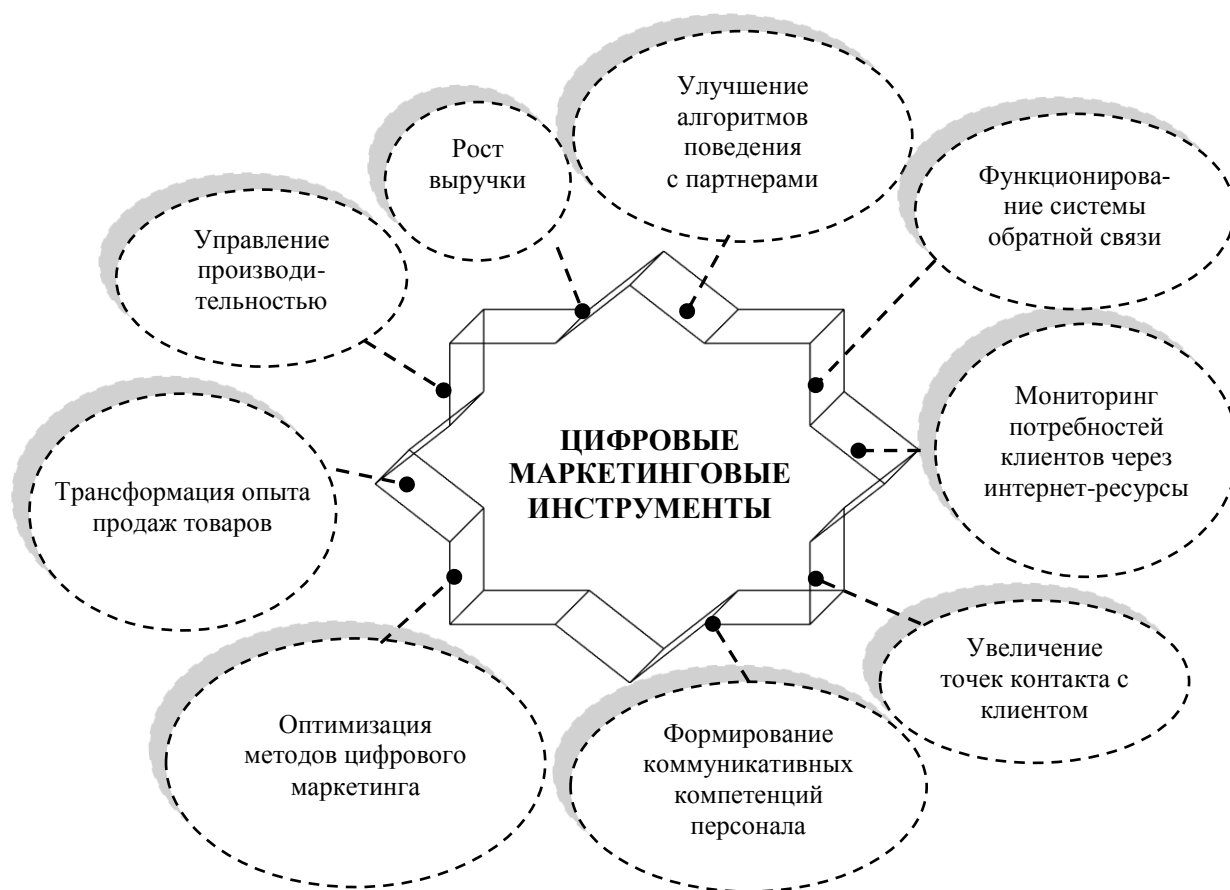 Улучшение
алгоритмов
поведения
с партнерами
Рост
выручки
Функционирова-
ние системы
обратной связи
Управление
производи-
тельностью
Мониторинг
потребностей
клиентов через
интернет-ресурсы
ЦИФРОВЫЕ
МАРКЕТИНГОВЫЕ
ИНСТРУМЕНТЫ
Трансформация опыта
продаж товаров
Увеличение
точек контакта с
клиентом
Оптимизация
методов цифрового
маркетинга
Формирование
коммуникативных
компетенций
персонала